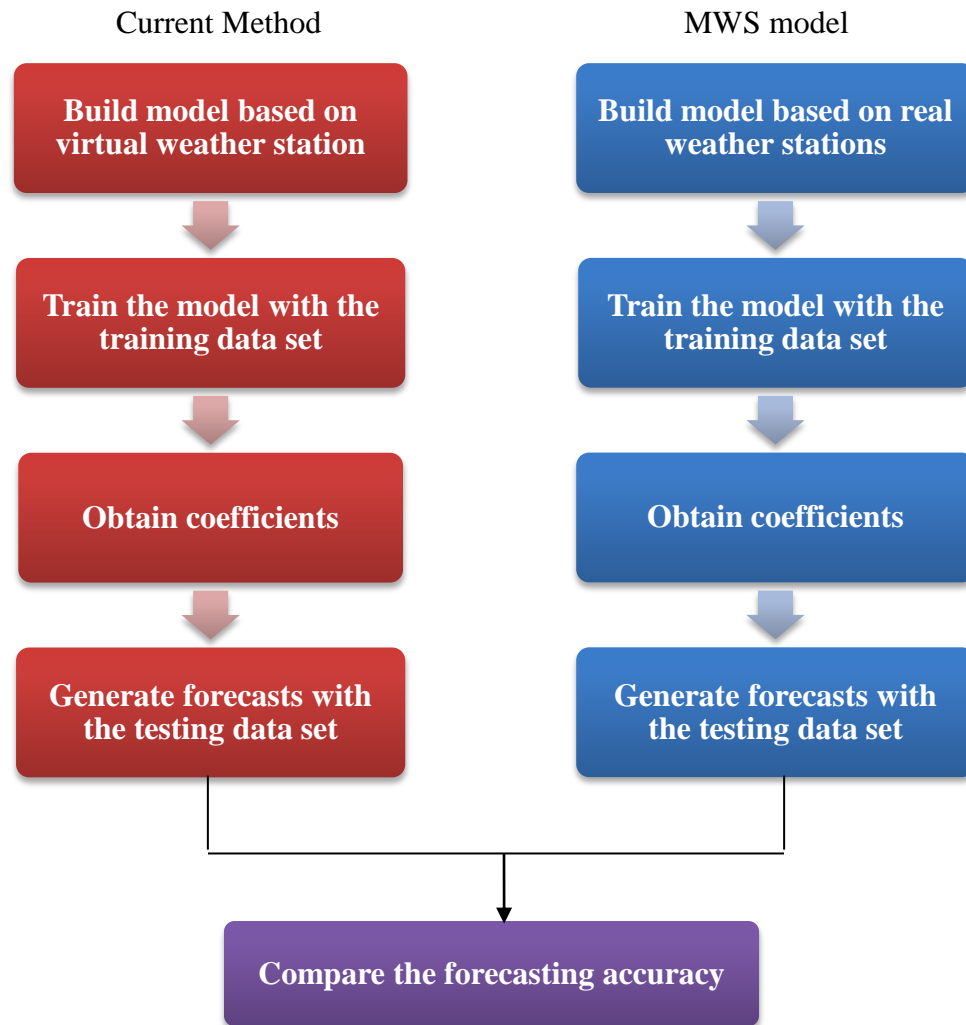 Current Method
Build model based on
virtual weather station
Train the model with the
training data set
Obtain coefficients
Generate forecasts with
the testing data set
MWS model
Build model based on real
weather stations
Train the model with the
training data set
Obtain coefficients
Generate forecasts with
the testing data set
Compare the forecasting accuracy